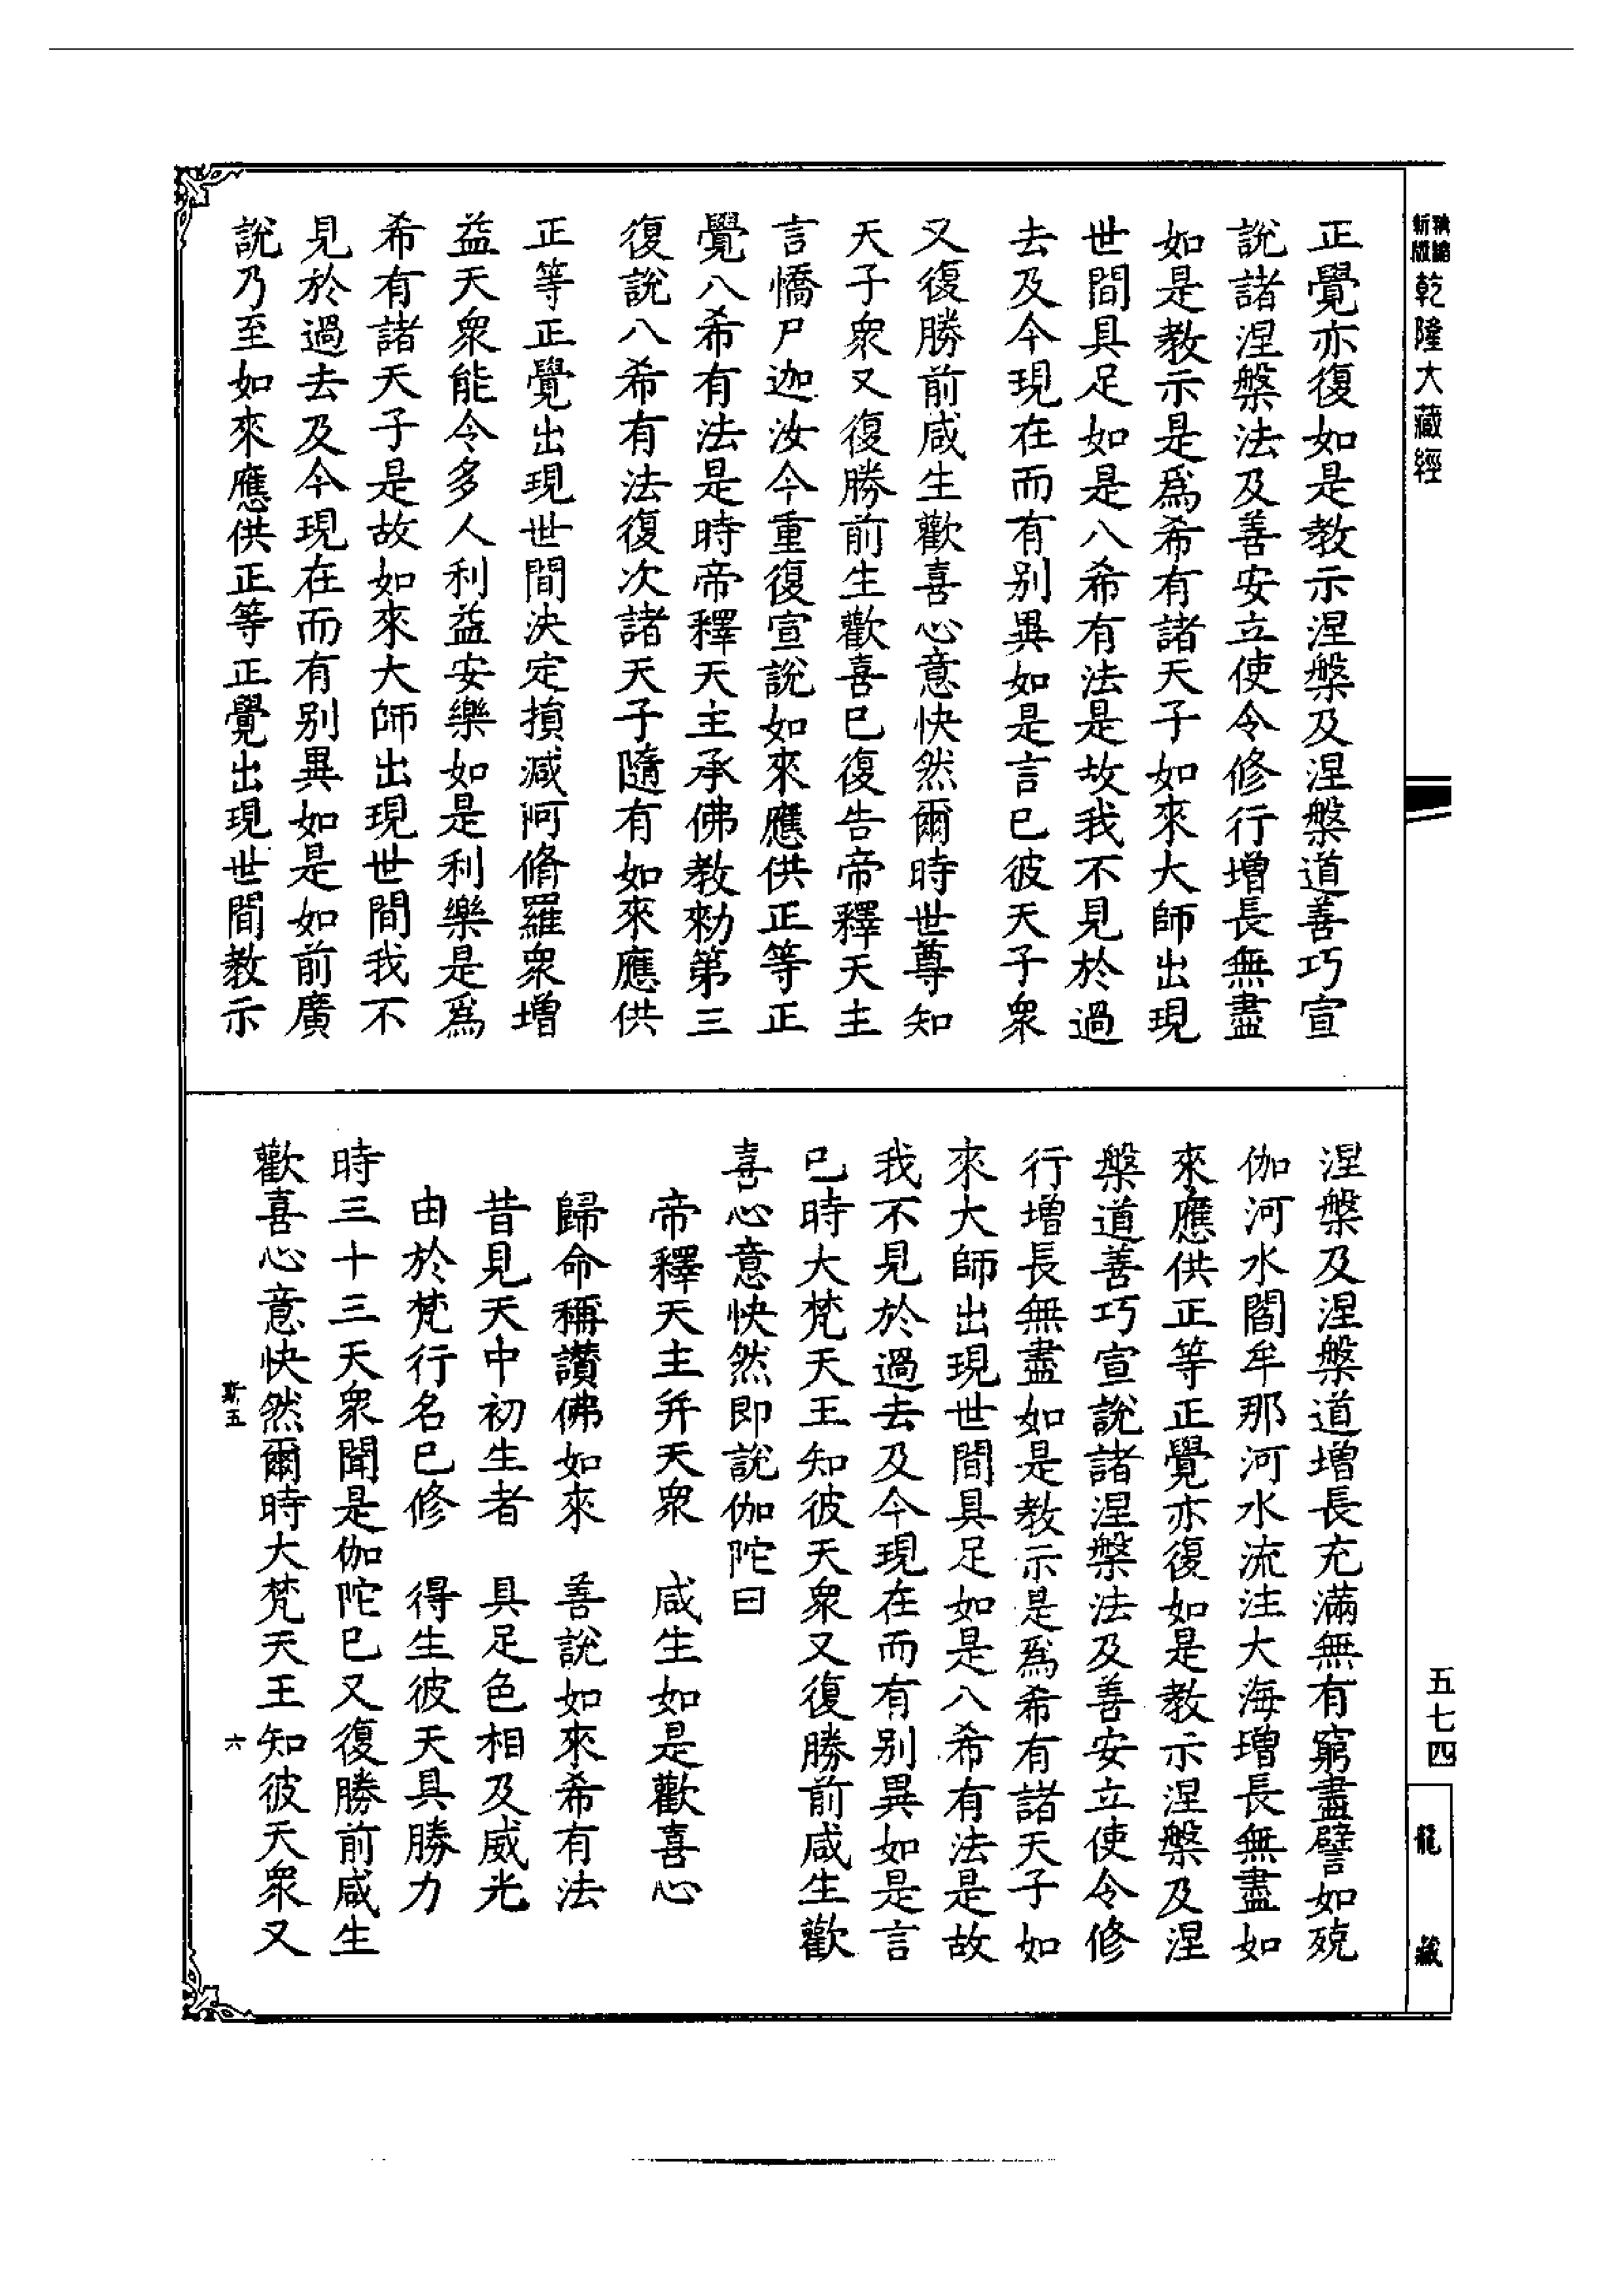 精縮新版 乾隆大藏經
五七四
龍藏
正覺亦復如是教示涅槃及涅槃道善巧宣
說諸涅槃法及善安立使令修行增長無盡
如是教示是爲希有諸天子如來大師出現
世間具足如是八希有法是故我不見於過
去及今現在而有別異如是言已彼天子衆
又復勝前咸生歡喜心意快然爾時世尊知
天子衆又復勝前生歡喜已復告帝釋天主
言憍尸迦汝今重復宣說如來應供正等正
覺八希有法是時帝釋天主承佛教勑第三
復說八希有法復次諸天子隨有如來應供
正等正覺出現世間決定損減阿脩羅衆增
益天衆能令多人利益安樂如是利樂是爲
希有諸天子是故如來大師出現世間我不
見於過去及今現在而有別異如是如前廣
說乃至如來應供正等正覺出現世間教示
涅槃及涅槃道增長充滿無有窮盡譬如殑
伽河水閻牟那河水流注大海增長無盡如
來應供正等正覺亦復如是教示涅槃及涅
槃道善巧宣說諸涅槃法及善安立使令修
行增長無盡如是教示是爲希有諸天子如
來大師出現世間具足如是八希有法是故
我不見於過去及今現在而有別異如是言
已時大梵天王知彼天衆又復勝前咸生歡
喜心意快然即說伽陀曰
帝釋天主并天衆　咸生如是歡喜心
歸命稱讚佛如來　善說如來希有法
昔見天中初生者　具足色相及威光
由於梵行名已修　得生彼天具勝力
時三十三天衆聞是伽陀已又復勝前咸生
歡喜心意快然爾時大梵天王知彼天衆又
斯五　六